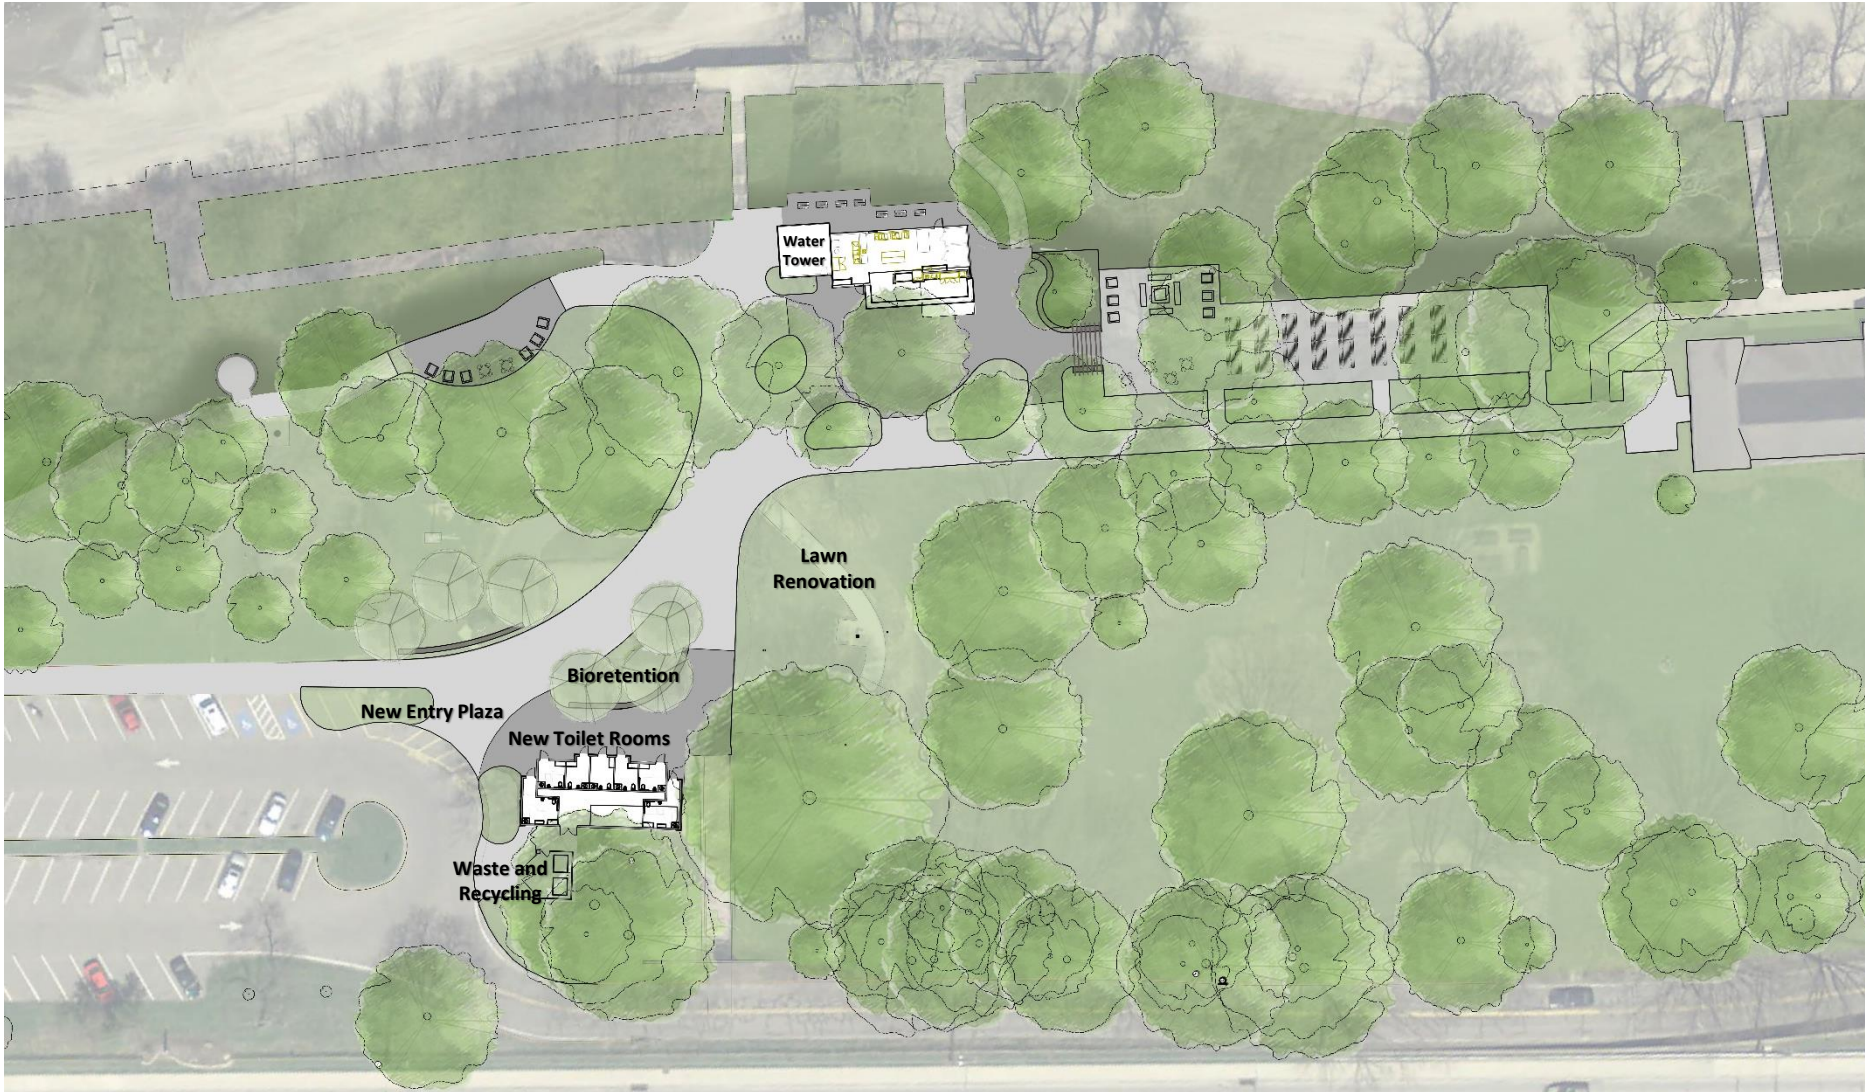 Water
Tower
Lawn
Renovation
Bioretention
New Entry Plaza
New Toilet Rooms
Waste and
Recycling